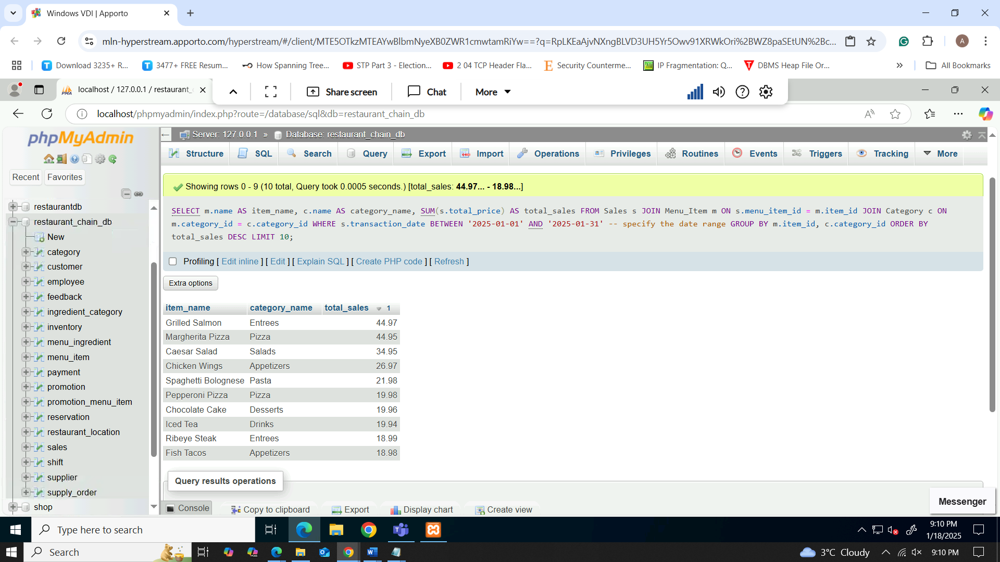 Windows VDI | Apporto
mln-hyperstream.apporto.com/hyperstream/#/client/MTE5OTkzMTEAYwBlbmNyeXB0ZWR1cmwtamRiYw==?q=RpLKEaAjvNXngBLVD3UH5Yr5Owv91XRWkOri%2BWZ8paSEtUN%2Bc...
A
Download 3235+ R...
3477+ FREE Resum...
How Spanning Tree...
STP Part 3 - Election...
2 04 TCP Header Fla...
Security Counterme...
IP Fragmentation: Q...
DBMS Heap File Or...
All Bookmarks
localhost / 127.0.0.1 / restaurant_
Share screen
Chat
More
localhost/phpmyadmin/index.php?route=/database/sql&db=restaurant_chain_db
phpMyAdmin
Recent
Favorites
restaurantdb
restaurant_chain_db
New
category
customer
employee
feedback
ingredient_category
inventory
menu_ingredient
menu_item
payment
promotion
promotion_menu_item
reservation
restaurant_location
sales
shift
supplier
supply_order
shop
Server: 127.0.0.1 » Database: restaurant_chain_db
Structure
SQL
Search
Query
Export
Import
Operations
Privileges
Routines
Events
Triggers
Tracking
More
Showing rows 0 - 9 (10 total, Query took 0.0005 seconds.) [total_sales: 44.97... - 18.98...]
SELECT m.name AS item_name, c.name AS category_name, SUM(s.total_price) AS total_sales FROM Sales s JOIN Menu_Item m ON s.menu_item_id = m.item_id JOIN Category c ON
m.category_id = c.category_id WHERE s.transaction_date BETWEEN '2025-01-01' AND '2025-01-31' -- specify the date range GROUP BY m.item_id, c.category_id ORDER BY
total_sales DESC LIMIT 10;
Profiling [ Edit inline ] [ Edit ] [ Explain SQL ] [ Create PHP code ] [ Refresh ]
Extra options
item_name category_name total_sales 1
Grilled Salmon Entrees 44.97
Margherita Pizza Pizza 44.95
Caesar Salad Salads 34.95
Chicken Wings Appetizers 26.97
Spaghetti Bolognese Pasta 21.98
Pepperoni Pizza Pizza 19.98
Chocolate Cake Desserts 19.96
Iced Tea Drinks 19.94
Ribeye Steak Entrees 18.99
Fish Tacos Appetizers 18.98
Query results operations
Console
Copy to clipboard
Export
Display chart
Create view
Messenger
Type here to search
9:10 PM
1/18/2025
Search
3°C Cloudy
9:10 PM